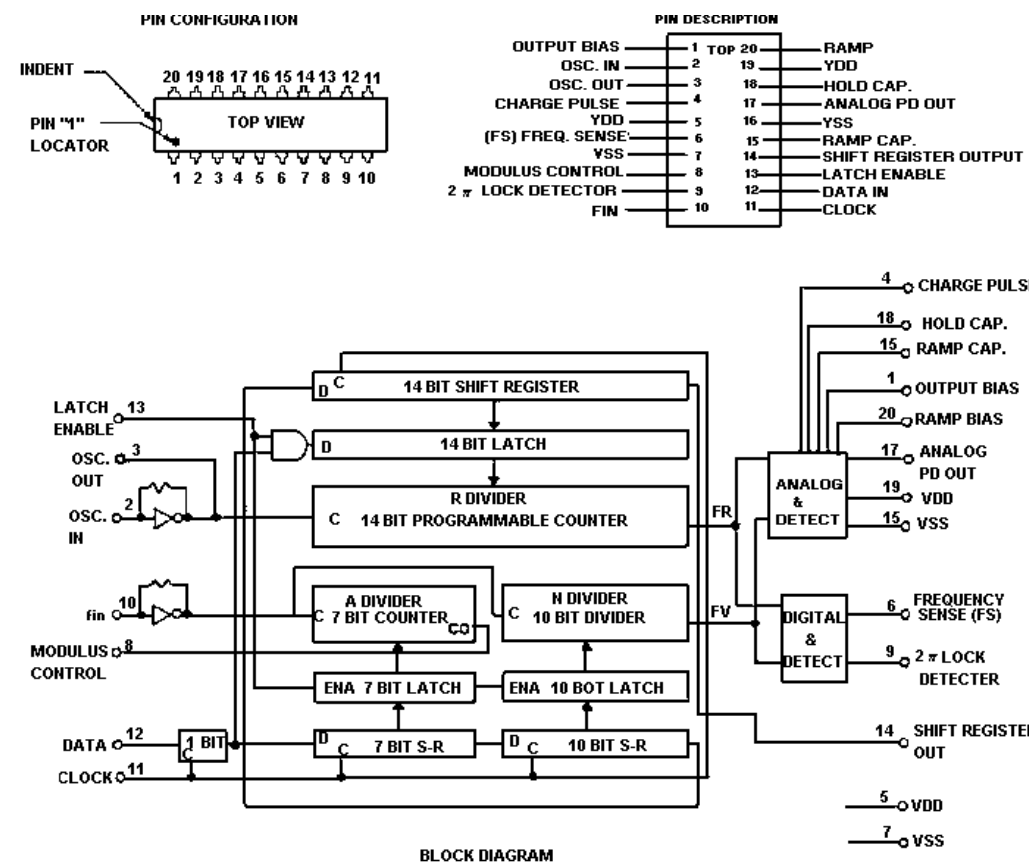 PIN CONFIGURATION
INDENT
20 19 18 17 16 15 14 13 12 11
PIN "1"
LOCATOR
TOP VIEW
1 2 3 4 5 6 7 8 9 10
PIN DESCRIPTION
OUTPUT BIAS 1 TOP 20 RAMP
OSC. IN 2 19 YDD
OSC. OUT 3 18 HOLD CAP.
CHARGE PULSE 4 17 ANALOG PD OUT
YDD 5 16 YSS
(FS) FREQ. SENSE 6 15 RAMP CAP.
VSS 7 14 SHIFT REGISTER OUTPUT
MODULUS CONTROL 8 13 LATCH ENABLE
2 π LOCK DETECTOR 9 12 DATA IN
FIN 10 11 CLOCK
4 CHARGE PULSE
18 HOLD CAP.
15 RAMP CAP.
1 OUTPUT BIAS
20 RAMP BIAS
17 ANALOG
PD OUT
19 VDD
15 VSS
D C 14 BIT SHIFT REGISTER
LATCH
ENABLE 13
D 14 BIT LATCH
OSC.
OUT 3
R DIVIDER
C 14 BIT PROGRAMMABLE COUNTER
FR
ANALOG
&
DETECT
OSC.
IN 2
fin 10
A DIVIDER
C 7 BIT COUNTER
CO
N DIVIDER
C 10 BIT DIVIDER
FV
DIGITAL
&
DETECT
6 FREQUENCY
SENSE (FS)
9 2 π LOCK
DETECTER
MODULUS
CONTROL 8
ENA 7 BIT LATCH
ENA 10 BOT LATCH
DATA 12
1 BIT
C
D
C
7 BIT S-R
D
C
10 BIT S-R
14 SHIFT REGISTER
OUT
CLOCK 11
5 VDD
7 VSS
BLOCK DIAGRAM